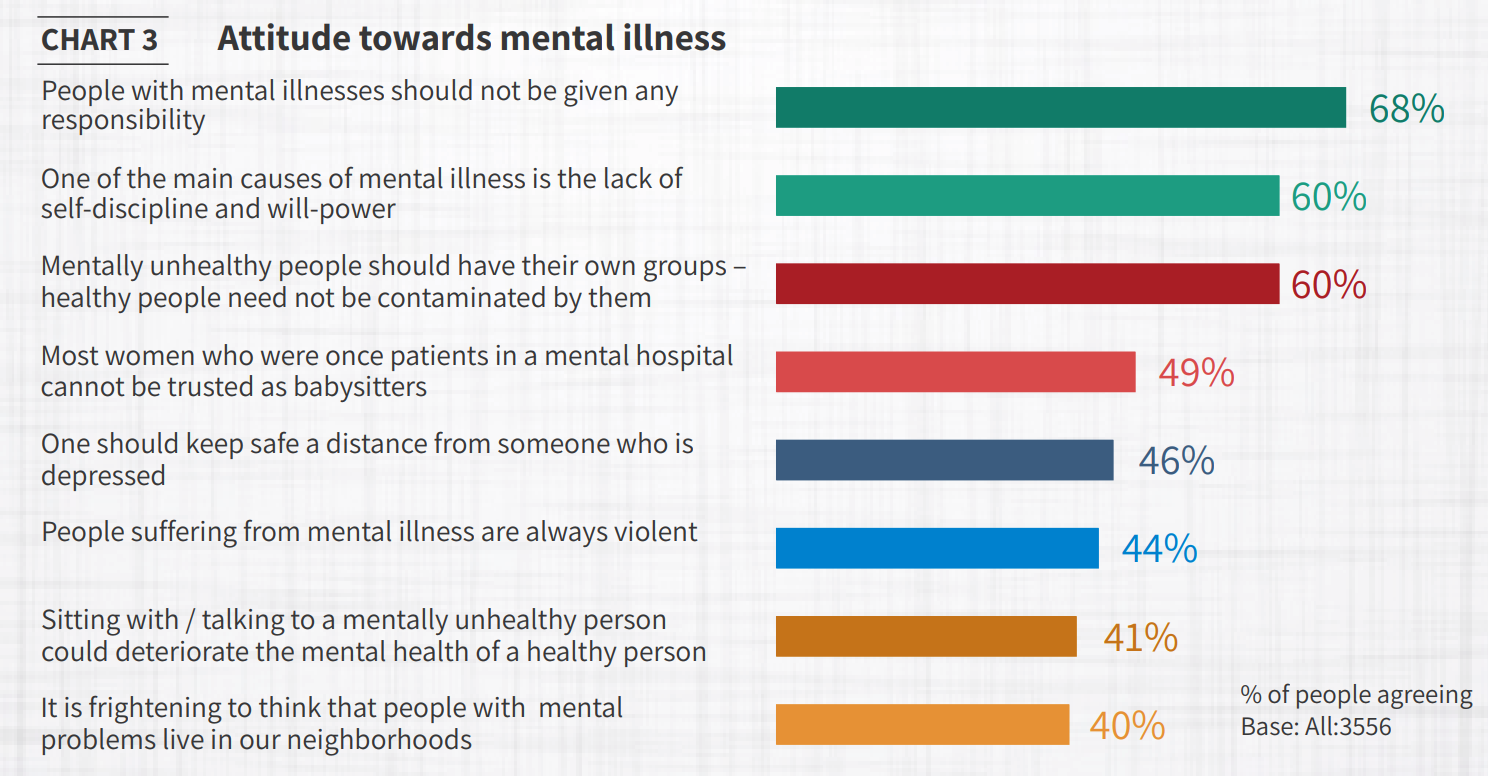 CHART 3
Attitude towards mental illness
People with mental illnesses should not be given any
responsibility
68%
One of the main causes of mental illness is the lack of
self-discipline and will-power
60%
Mentally unhealthy people should have their own groups –
healthy people need not be contaminated by them
60%
Most women who were once patients in a mental hospital
cannot be trusted as babysitters
49%
One should keep safe a distance from someone who is
depressed
46%
People suffering from mental illness are always violent
44%
Sitting with / talking to a mentally unhealthy person
could deteriorate the mental health of a healthy person
41%
It is frightening to think that people with  mental
problems live in our neighborhoods
40%
% of people agreeing
Base: All:3556